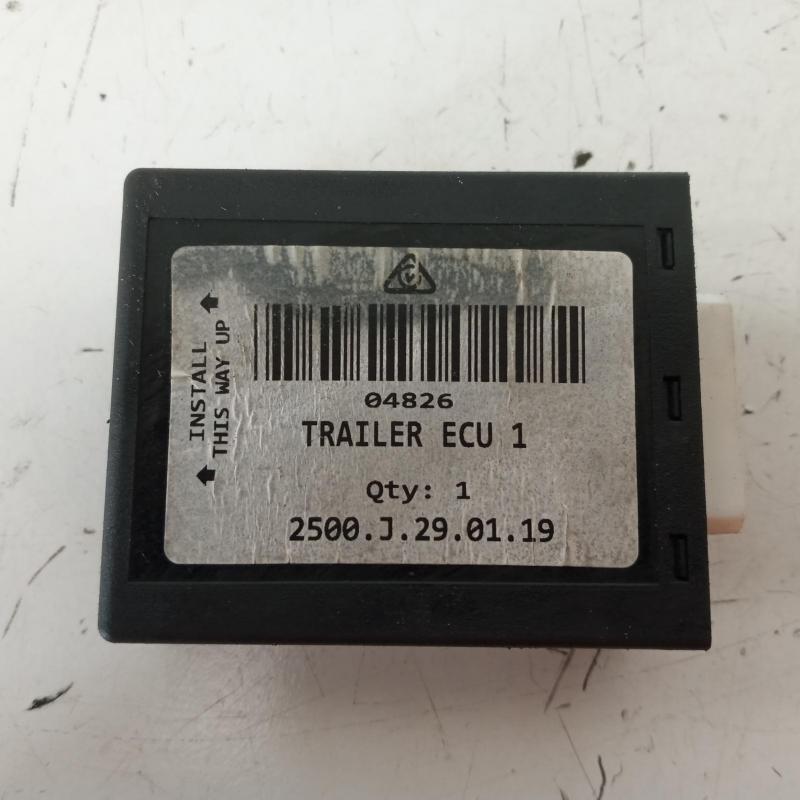 INSTALL
THIS WAY UP
04826
TRAILER ECU 1
Qty: 1
2500.J.29.01.19